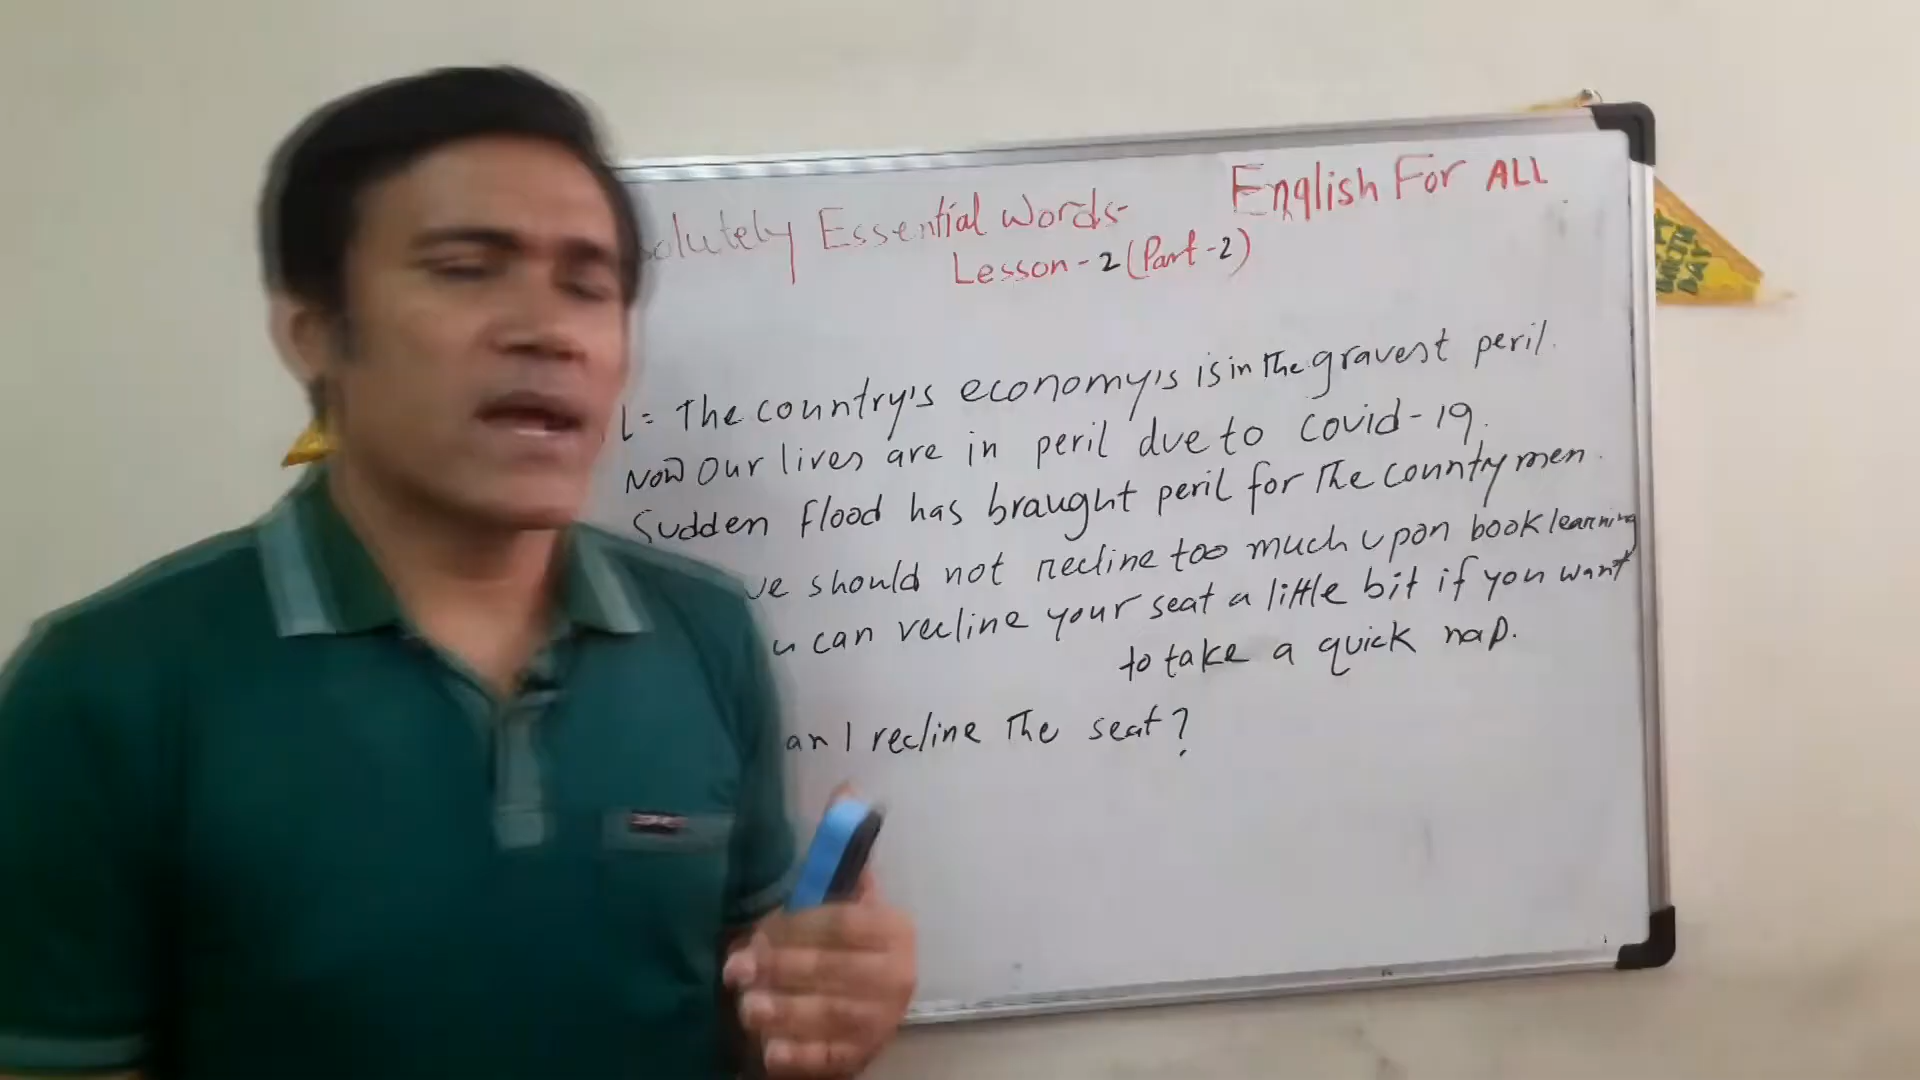 English For ALL
solutely Essential Words-
Lesson - 2 (Part-2)
l = The country's economy's is in The gravest peril.
Now Our lives are in peril due to covid-19.
Sudden flood has braught peril for The countrymen.
we should not recline too much upon book learning
u can recline your seat a little bit if you want
to take a quick nap.
an I recline The seat?